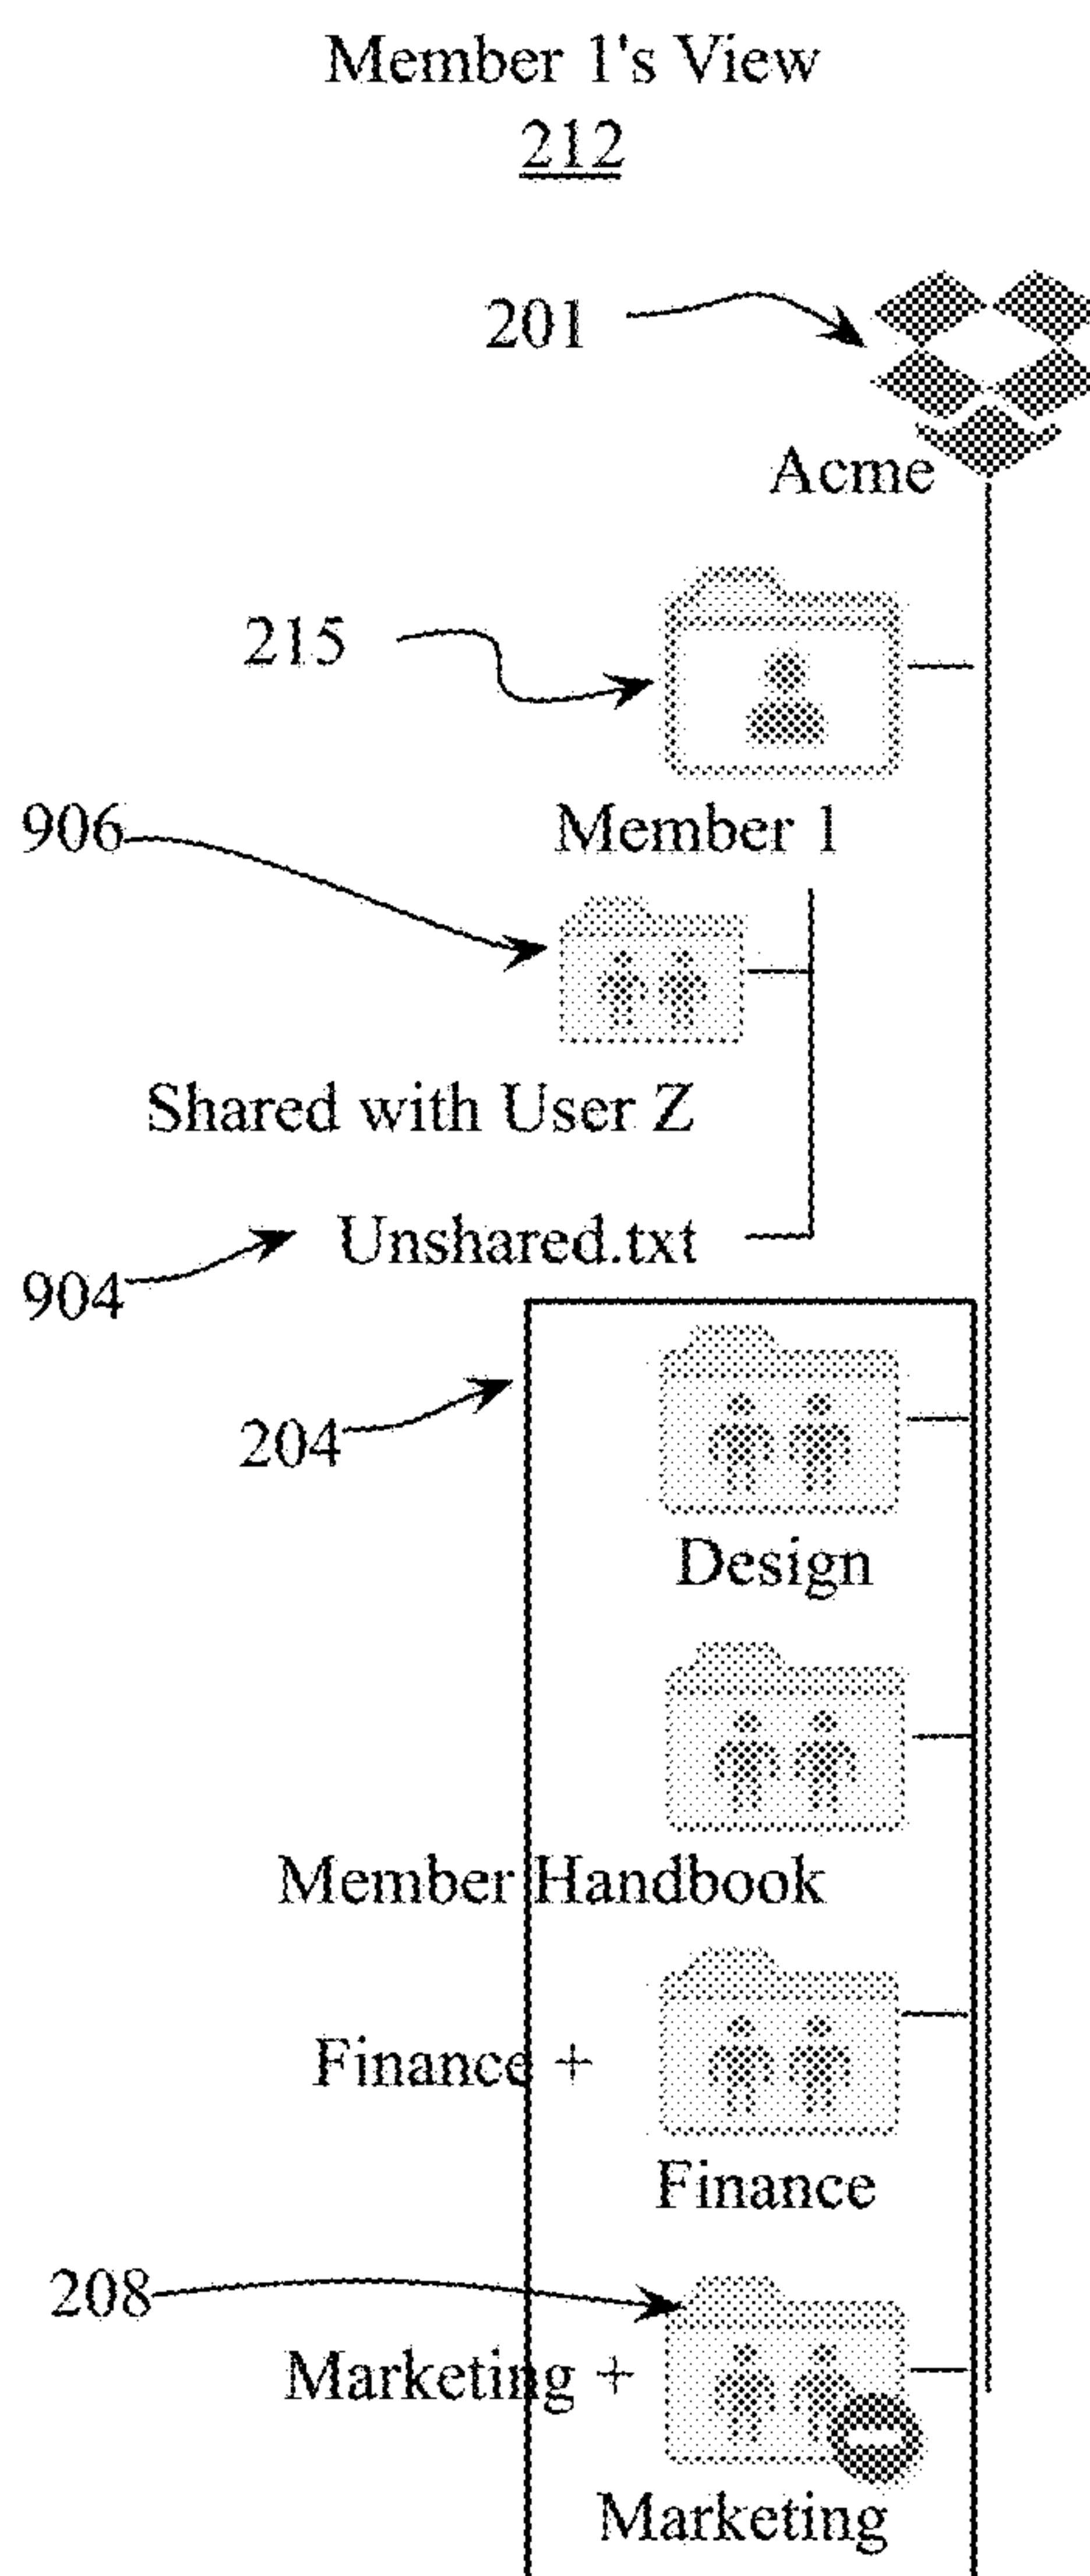 Member 1's View
212
201
Acme
215
906
Member 1
Shared with User Z
Unshared.txt
904
204
Design
Member Handbook
Finance +
Finance
208
Marketing +
Marketing